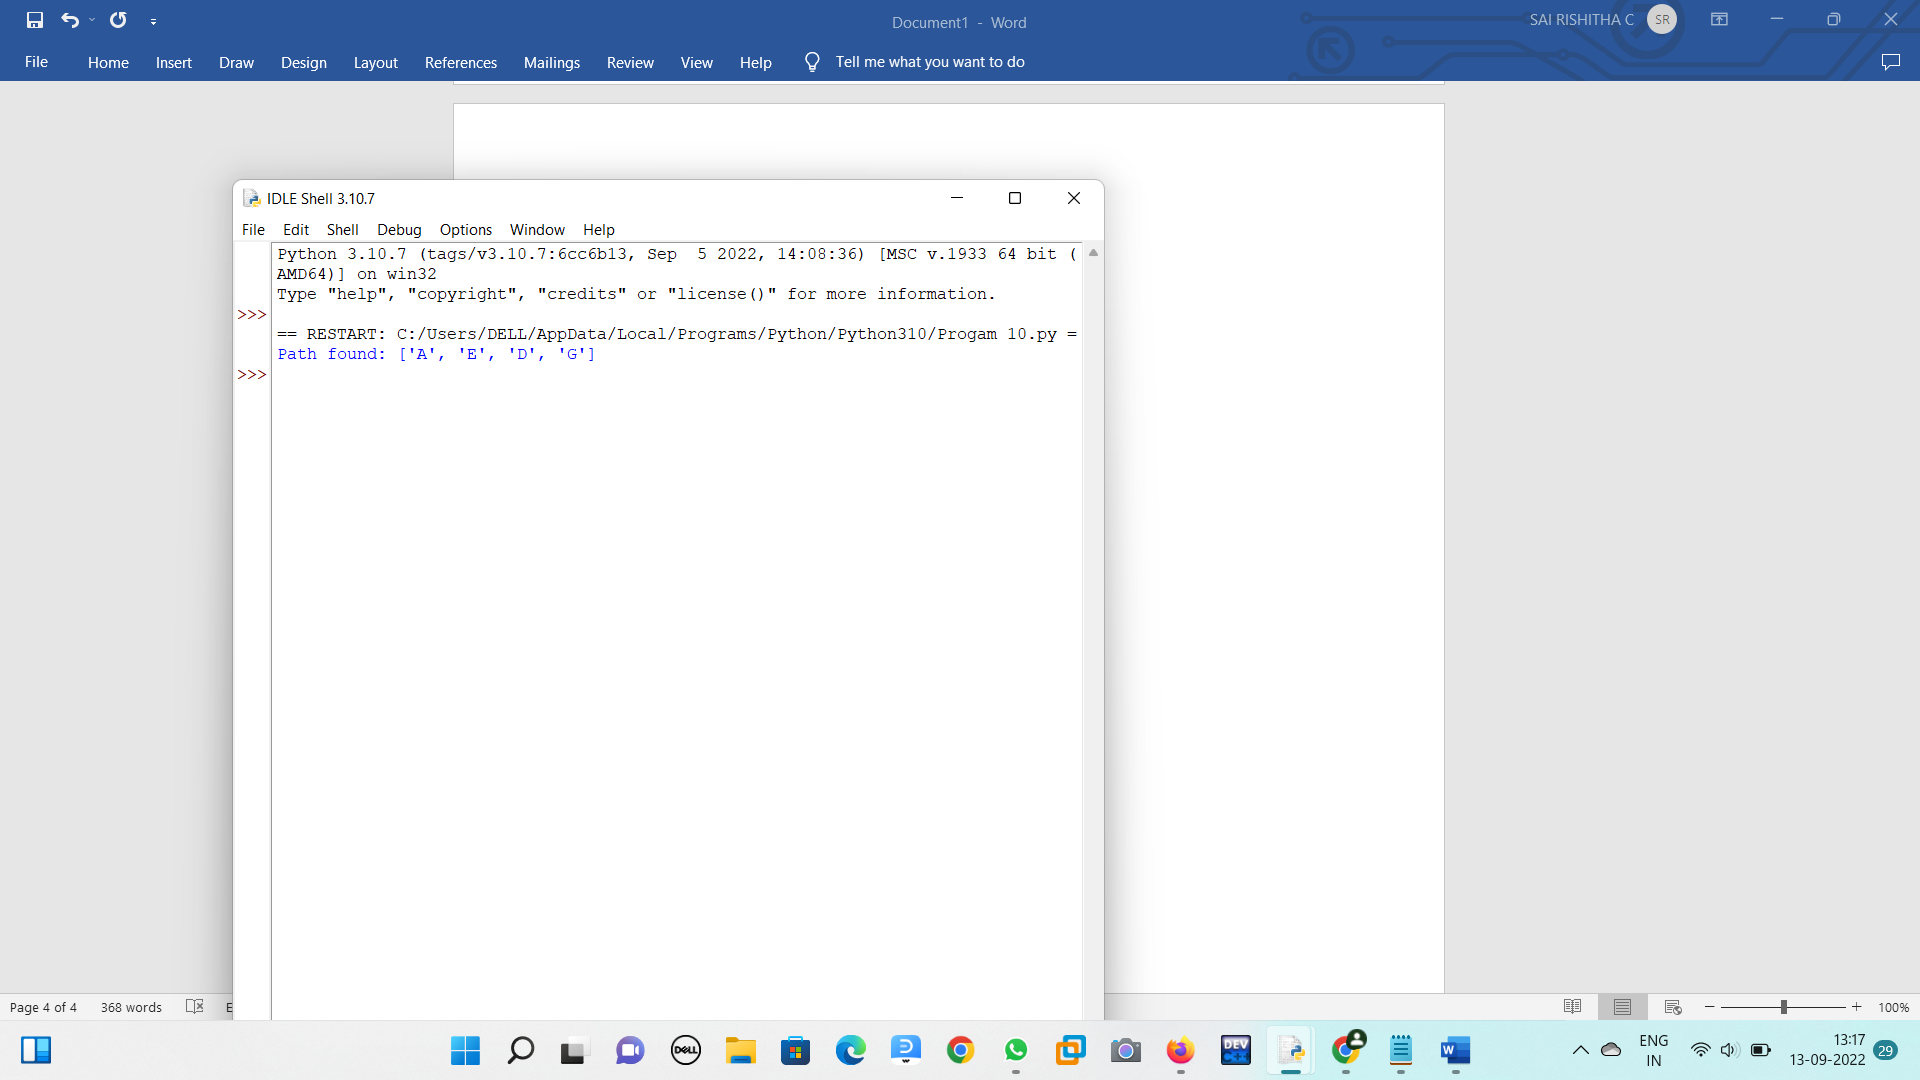 Document1 - Word
SAI RISHITHA C SR
File Home Insert Draw Design Layout References Mailings Review View Help Tell me what you want to do
IDLE Shell 3.10.7
File Edit Shell Debug Options Window Help
Python 3.10.7 (tags/v3.10.7:6cc6b13, Sep  5 2022, 14:08:36) [MSC v.1933 64 bit (
AMD64)] on win32
Type "help", "copyright", "credits" or "license()" for more information.
>>>
== RESTART: C:/Users/DELL/AppData/Local/Programs/Python/Python310/Progam 10.py =
Path found: ['A', 'E', 'D', 'G']
>>>
Page 4 of 4 368 words E 100%
DELL
DEV
C++
W
ENG
IN
13:17
13-09-2022
29